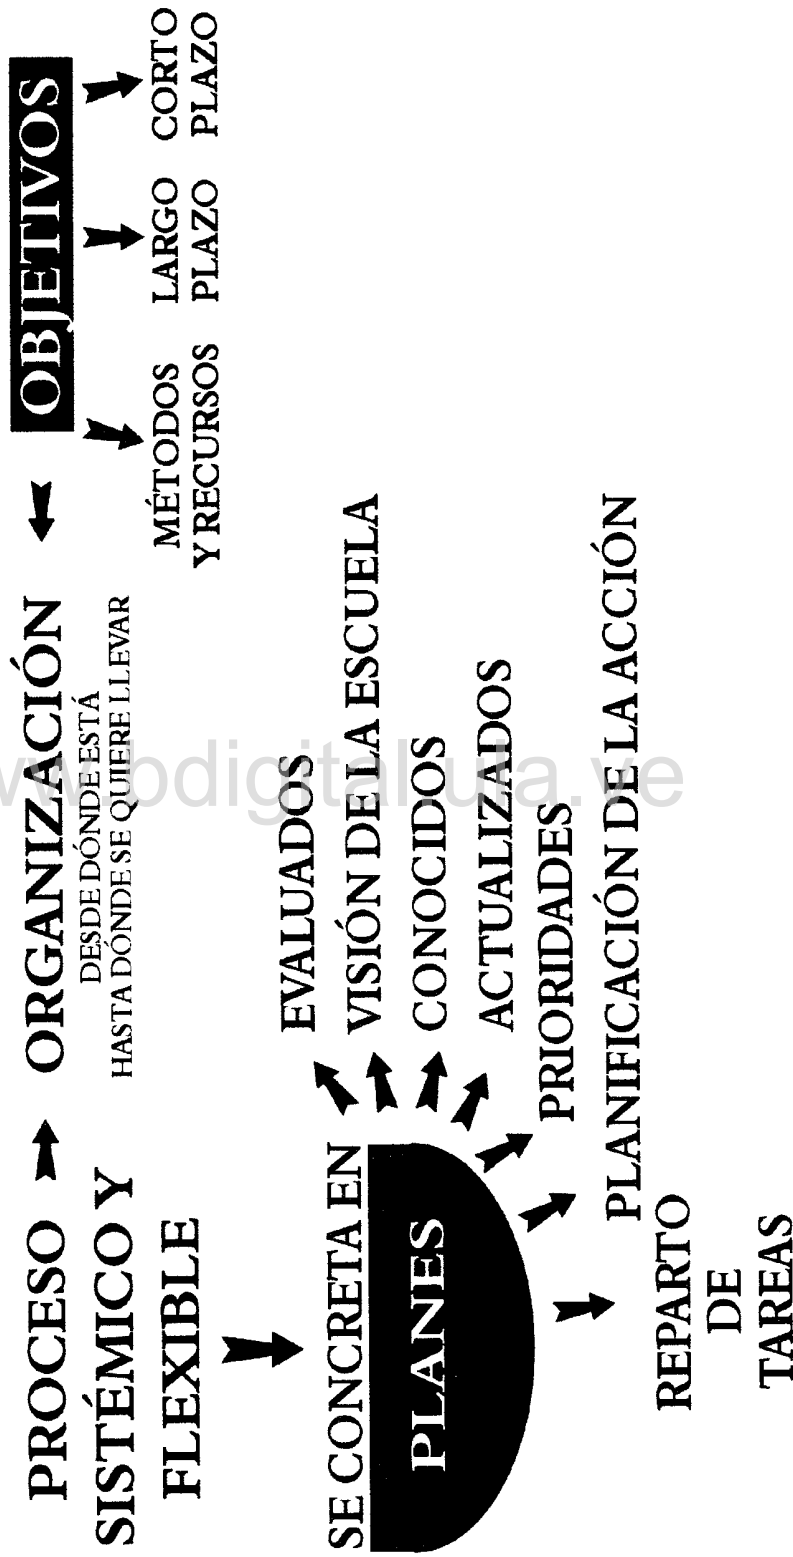 PROCESO
SISTÉMICO Y
FLEXIBLE
ORGANIZACIÓN
DESDE DÓNDE ESTÁ
HASTA DÓNDE SE QUIERE LLEVAR
OBJETIVOS
MÉTODOS
Y RECURSOS
LARGO
PLAZO
CORTO
PLAZO
SE CONCRETA EN
PLANES
EVALUADOS
VISIÓN DE LA ESCUELA
CONOCIDOS
ACTUALIZADOS
PRIORIDADES
PLANIFICACIÓN DE LA ACCIÓN
REPARTO
DE
TAREAS
www.bdigital.ula.ve